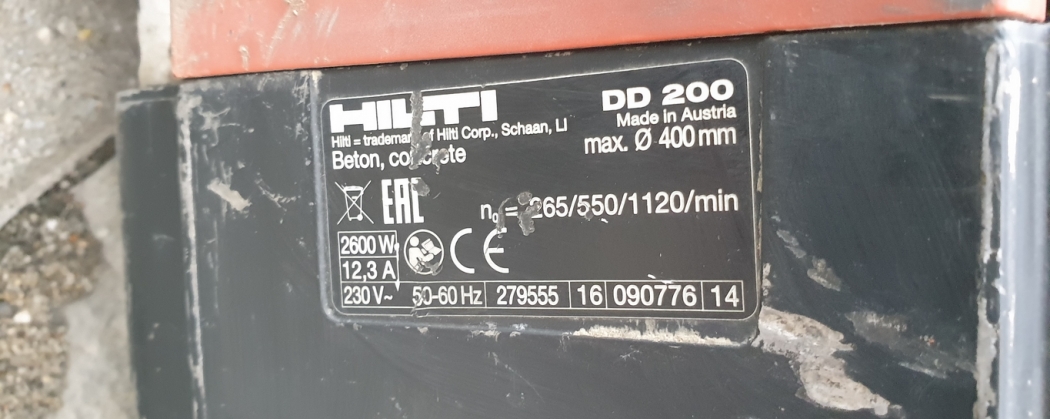 HILTI
DD 200
Hilti = trademark of Hilti Corp., Schaan, LI
Made in Austria
Beton, concrete
max. Ø 400 mm
EAC
n₀ = 265/550/1120/min
2600 W
12,3 A
CE
230 V~ 50-60 Hz 279555 16 090776 14